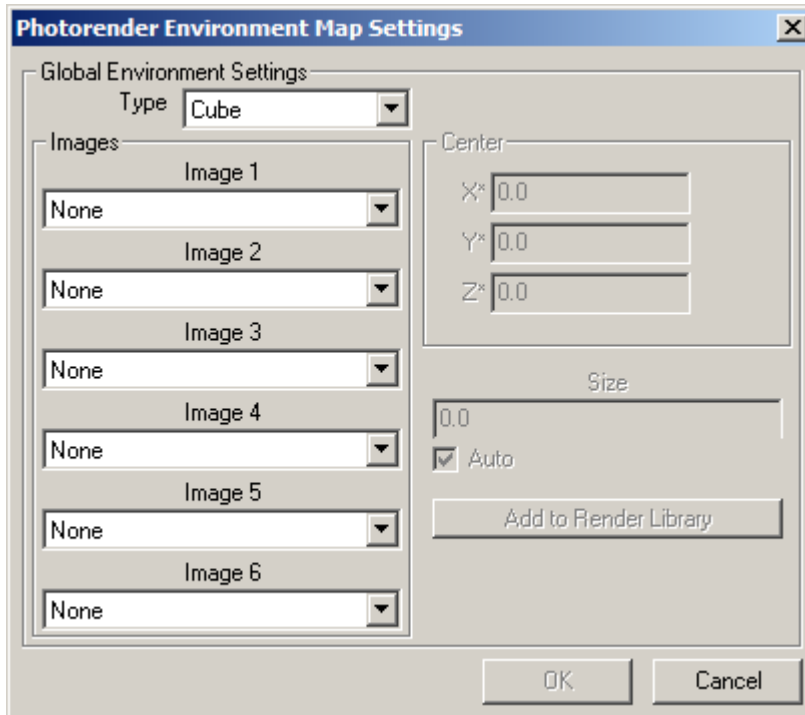 Photorender Environment Map Settings
Global Environment Settings
Type Cube
Images
Image 1
None
Image 2
None
Image 3
None
Image 4
None
Image 5
None
Image 6
None
Center
X* 0.0
Y* 0.0
Z* 0.0
Size
0.0
Auto
Add to Render Library
OK Cancel